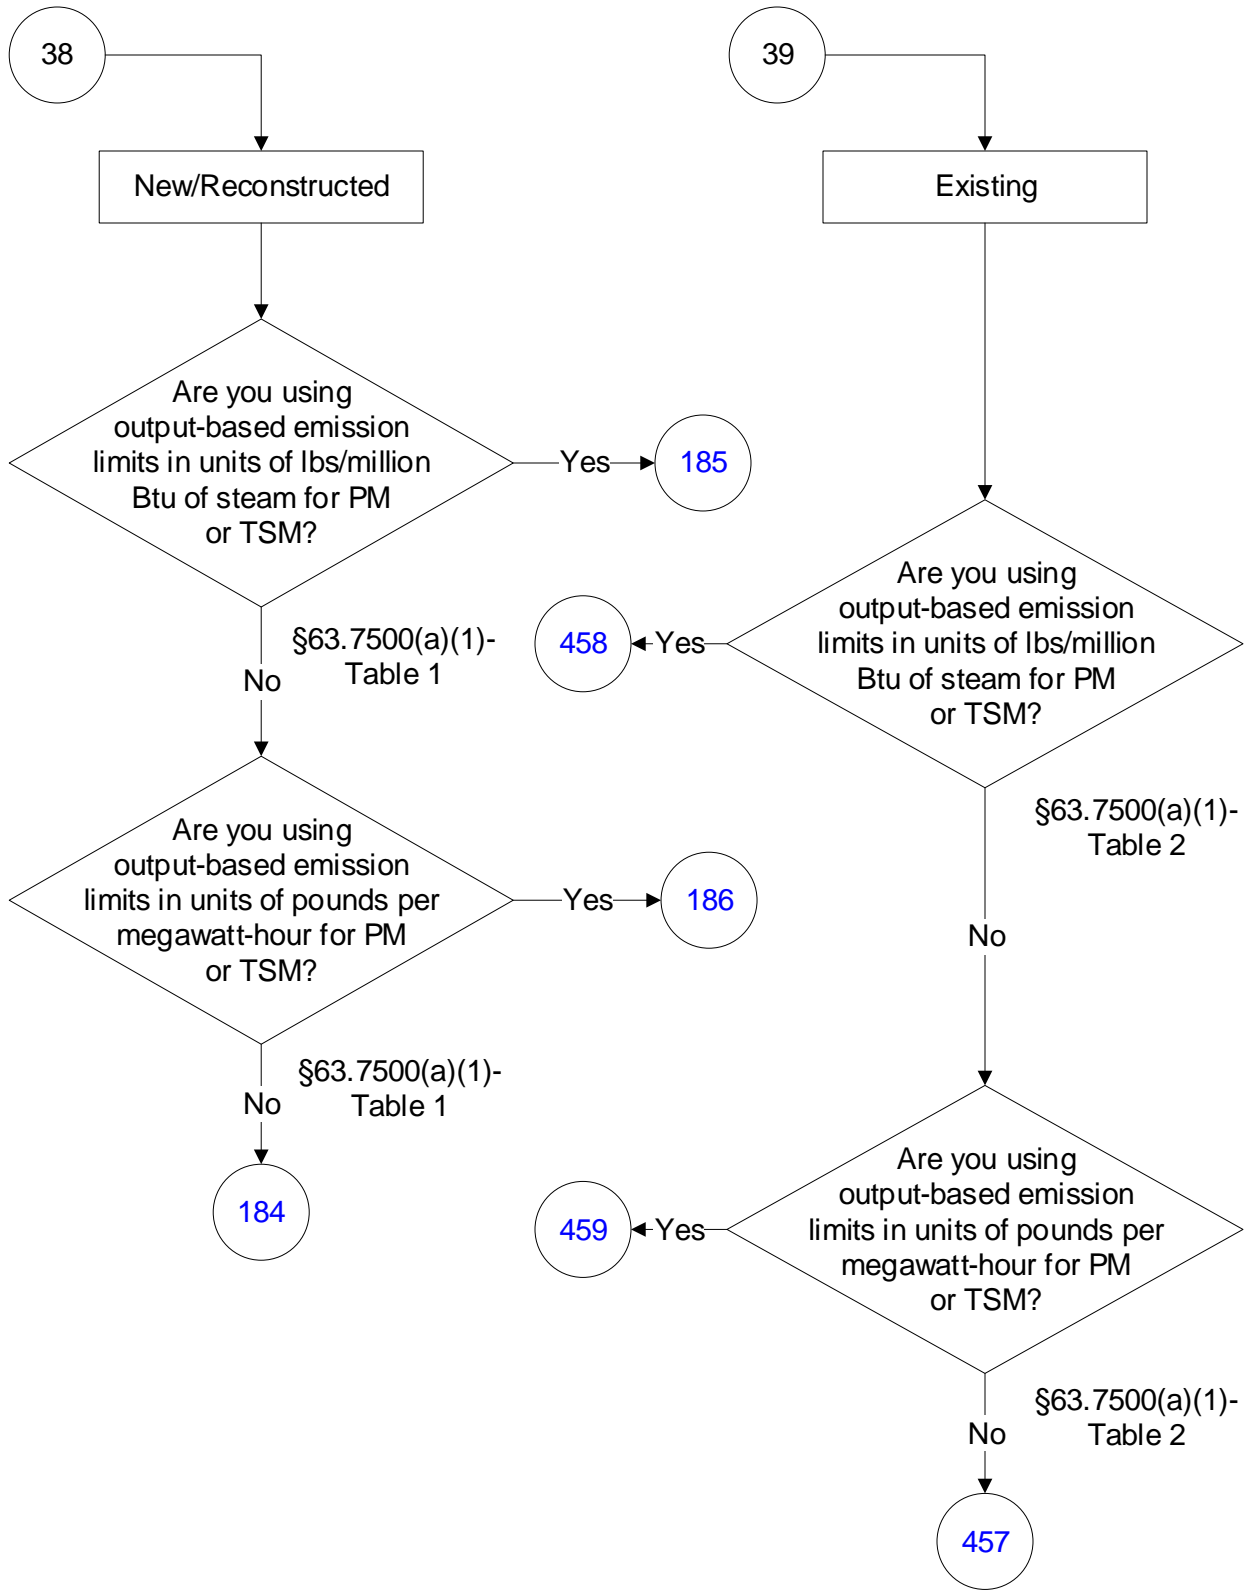 38
New/Reconstructed
Are you using
output-based emission
limits in units of lbs/million
Btu of steam for PM
or TSM?
Yes
185
§63.7500(a)(1)-
Table 1
No
Are you using
output-based emission
limits in units of pounds per
megawatt-hour for PM
or TSM?
Yes
186
§63.7500(a)(1)-
Table 1
No
184
39
Existing
Are you using
output-based emission
limits in units of lbs/million
Btu of steam for PM
or TSM?
Yes
458
§63.7500(a)(1)-
Table 2
No
Are you using
output-based emission
limits in units of pounds per
megawatt-hour for PM
or TSM?
Yes
459
§63.7500(a)(1)-
Table 2
No
457